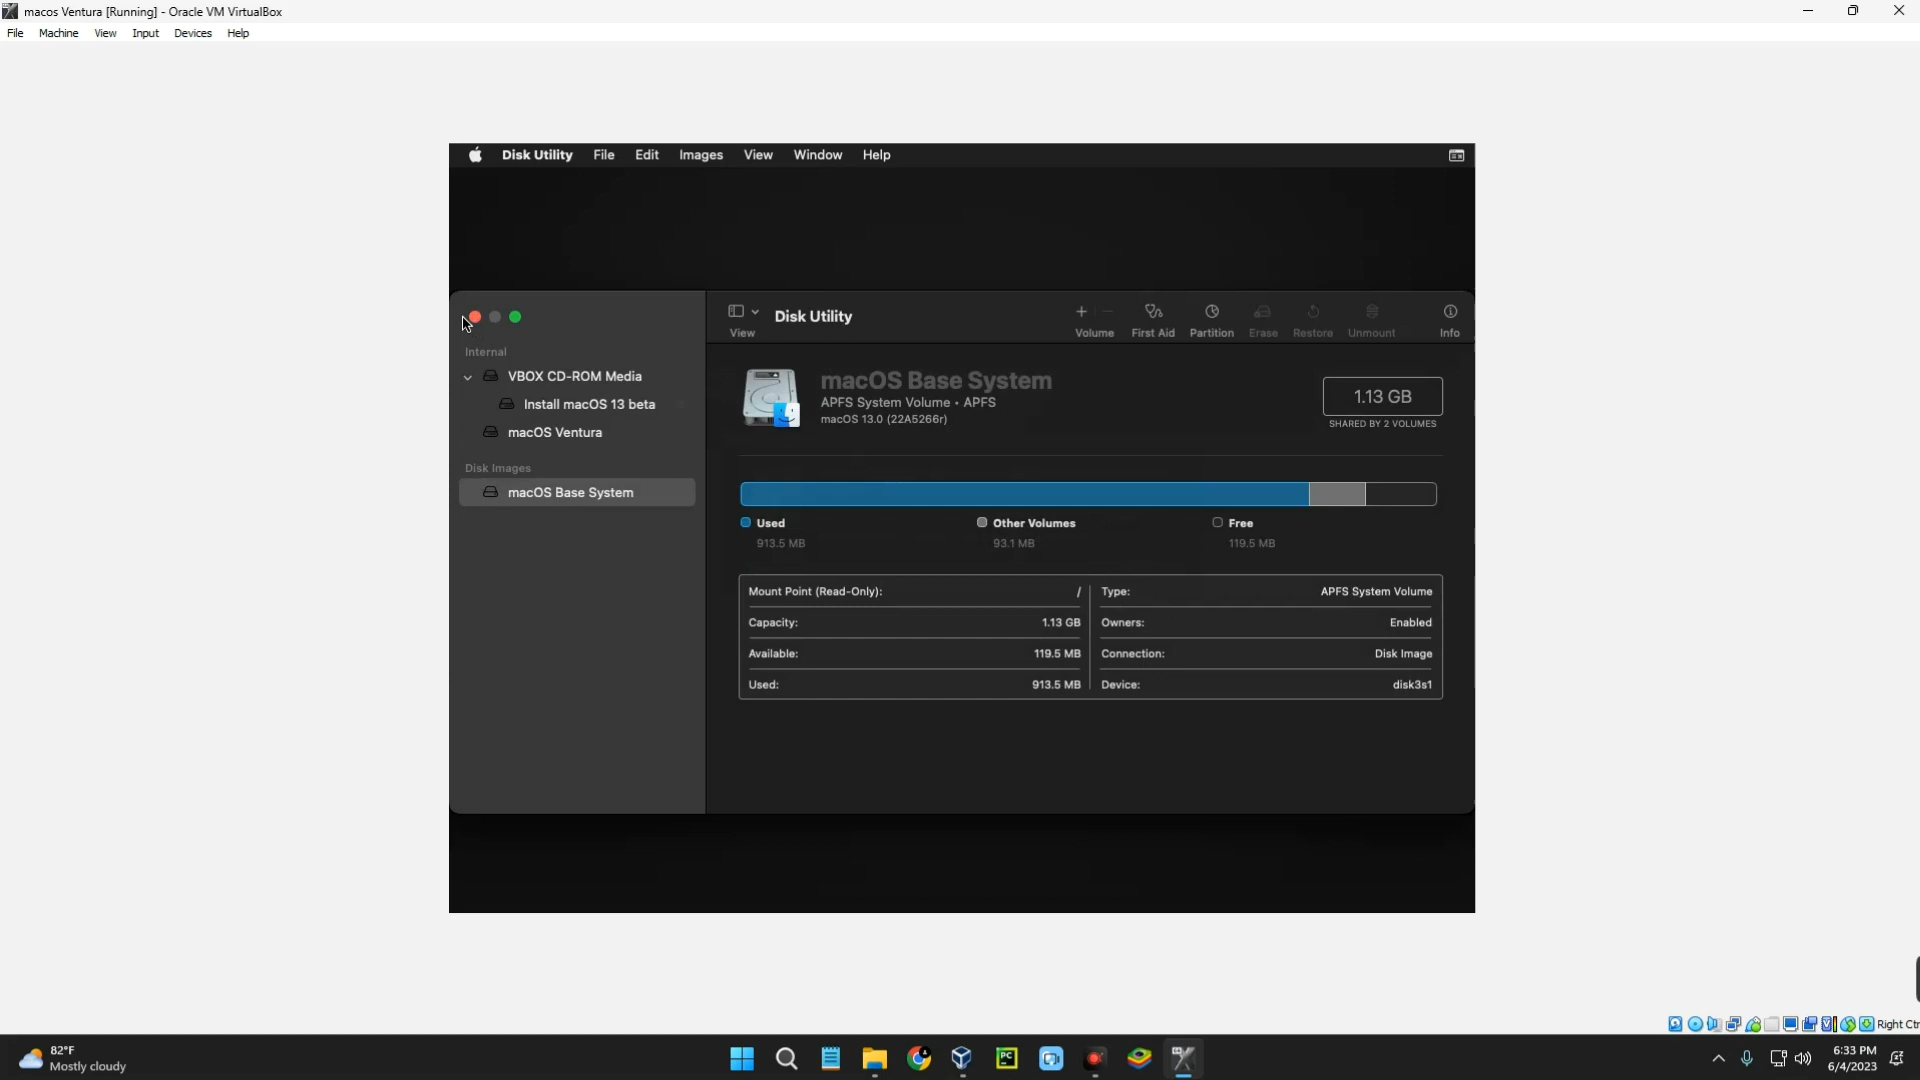 macos Ventura [Running] - Oracle VM VirtualBox
File Machine View Input Devices Help
Disk Utility File Edit Images View Window Help
View
Disk Utility
Volume First Aid Partition Erase Restore Unmount Info
Internal
VBOX CD-ROM Media
Install macOS 13 beta
macOS Ventura
Disk Images
macOS Base System
macOS Base System
APFS System Volume • APFS
macOS 13.0 (22A5266r)
1.13 GB
SHARED BY 2 VOLUMES
Used Other Volumes Free
913.5 MB 93.1 MB 119.5 MB
Mount Point (Read-Only): / Type: APFS System Volume
Capacity: 1.13 GB Owners: Enabled
Available: 119.5 MB Connection: Disk Image
Used: 913.5 MB Device: disk3s1
Right Ctr
82°F
Mostly cloudy
PC
6:33 PM
6/4/2023